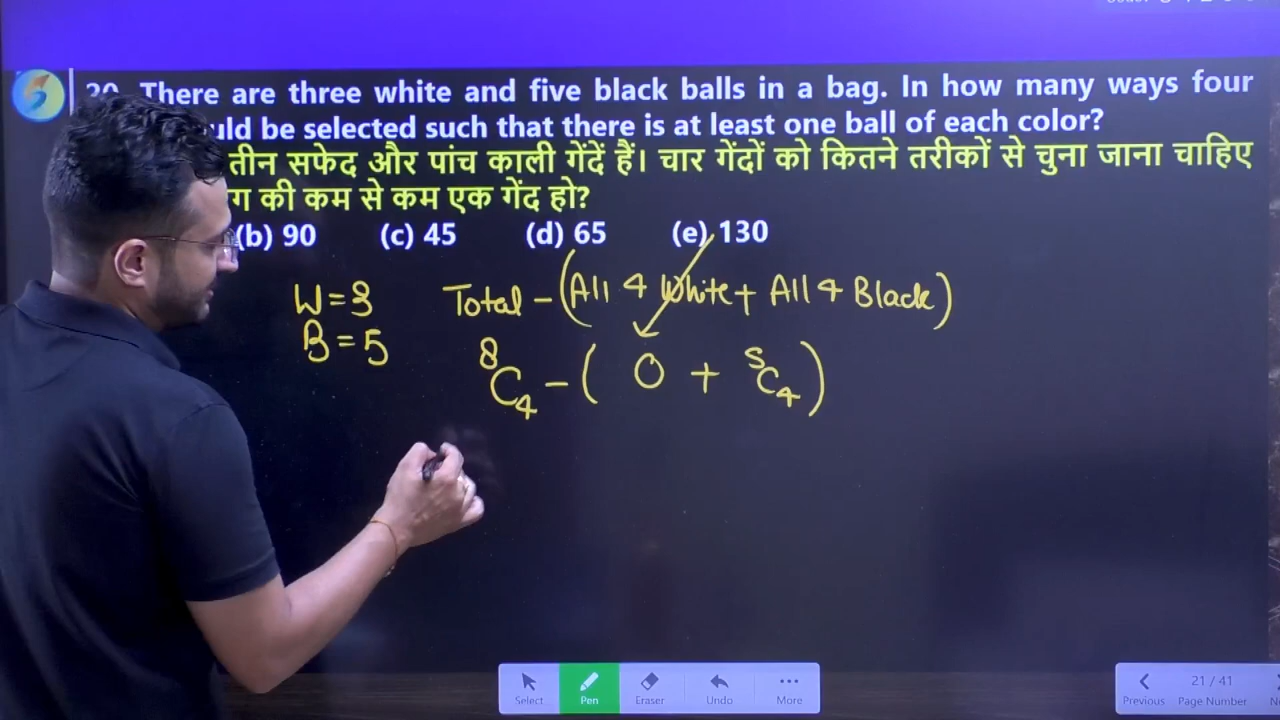 There are three white and five black balls in a bag. In how many ways four
be selected such that there is at least one ball of each color?
तीन सफेद और पांच काली गेंदें हैं। चार गेंदों को कितने तरीकों से चुना जाना चाहिए
की कम से कम एक गेंद हो?
(b) 90 (c) 45 (d) 65 (e) 130
W=3 Total - (All 4 White + All 4 Black)
B=5
⁸C₄ - ( 0 + ⁵C₄ )
Select Pen Eraser Undo More
21 / 41
Previous Page Number